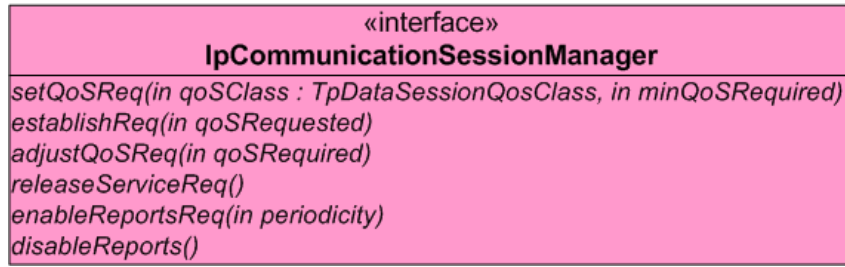 «interface»
IpCommunicationSessionManager
setQoSReq(in qoSClass : TpDataSessionQosClass, in minQoSRequired)
establishReq(in qoSRequested)
adjustQoSReq(in qoSRequired)
releaseServiceReq()
enableReportsReq(in periodicity)
disableReports()